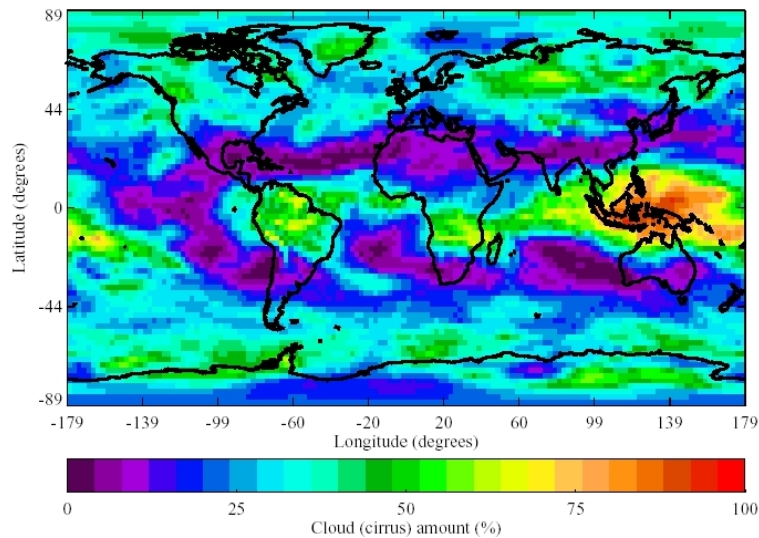 89
44
0
-44
-89
Latitude (degrees)
-179 -139 -99 -60 -20 20 60 99 139 179
Longitude (degrees)
0 25 50 75 100
Cloud (cirrus) amount (%)